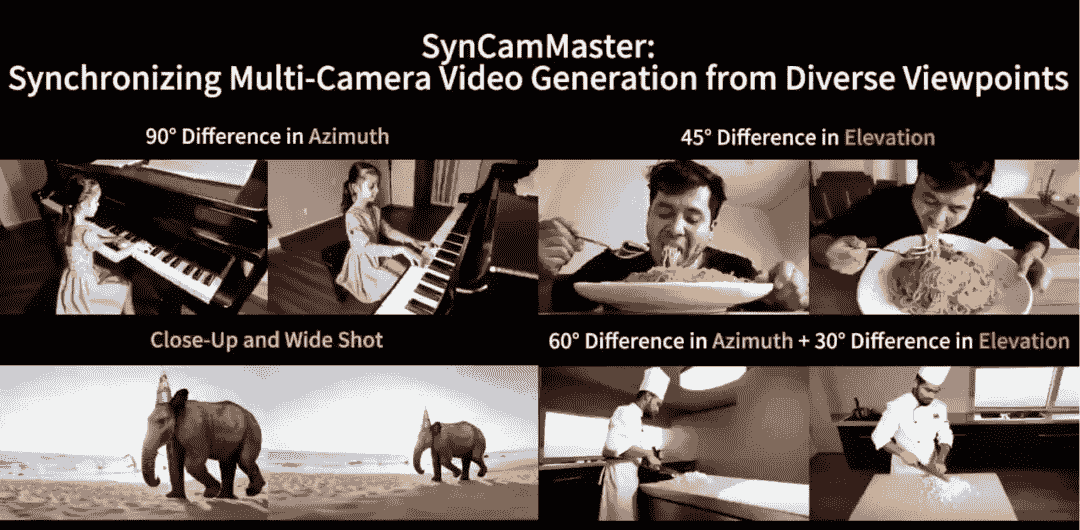 SynCamMaster:
Synchronizing Multi-Camera Video Generation from Diverse Viewpoints
90° Difference in Azimuth
45° Difference in Elevation
Close-Up and Wide Shot
60° Difference in Azimuth + 30° Difference in Elevation